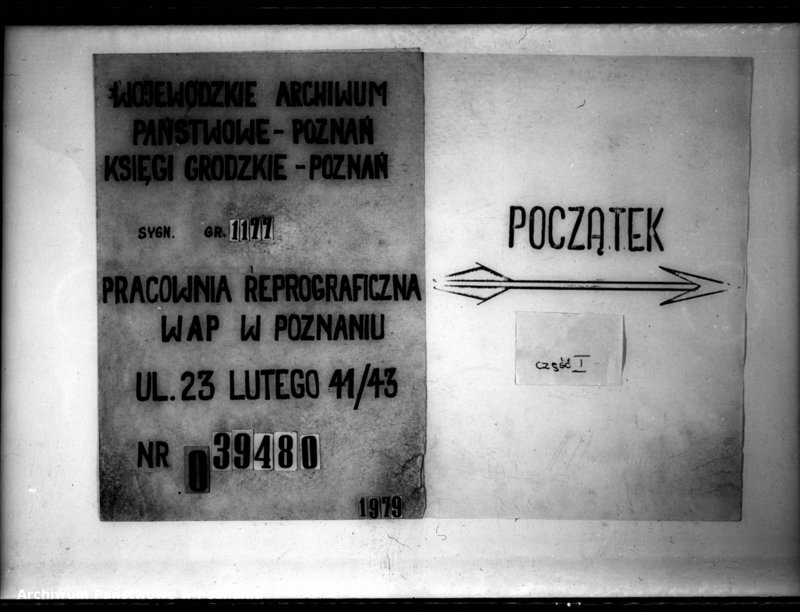 WOJEWÓDZKIE ARCHIWUM
PAŃSTWOWE - POZNAŃ
KSIĘGI GRODZKIE - POZNAŃ
SYGN. GR. 1177
PRACOWNIA REPROGRAFICZNA
WAP W POZNANIU
UL. 23 LUTEGO 41/43
NR 039480
1979
POCZĄTEK
część I
Archiwum